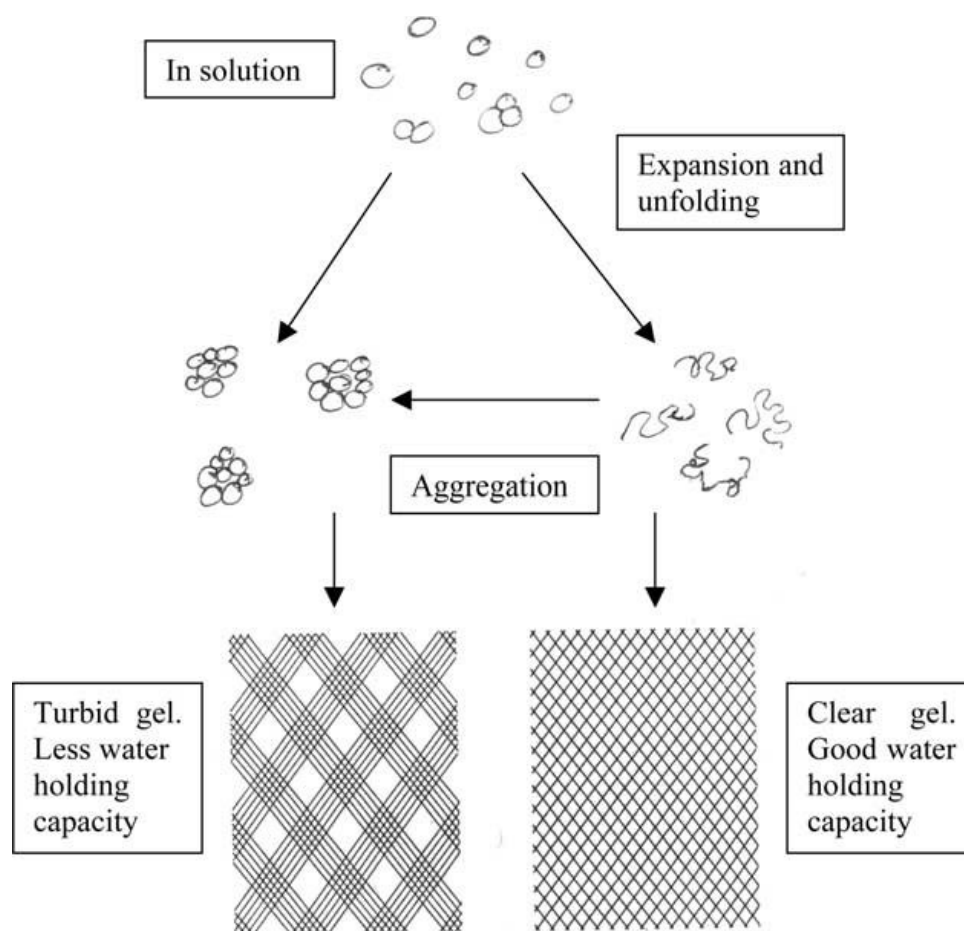 In solution
Expansion and
unfolding
Aggregation
Turbid gel.
Less water
holding
capacity
Clear gel.
Good water
holding
capacity